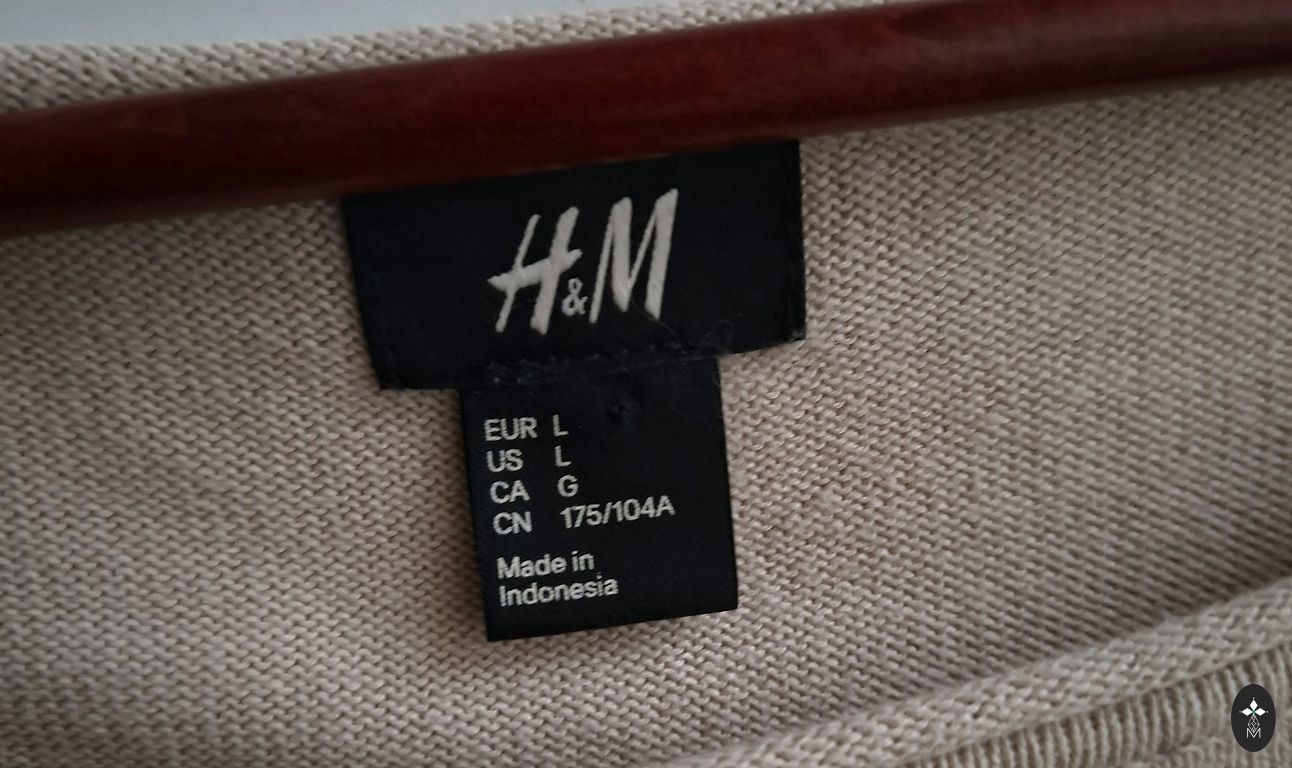 H&M
EUR L
US L
CA G
CN 175/104A
Made in
Indonesia
M